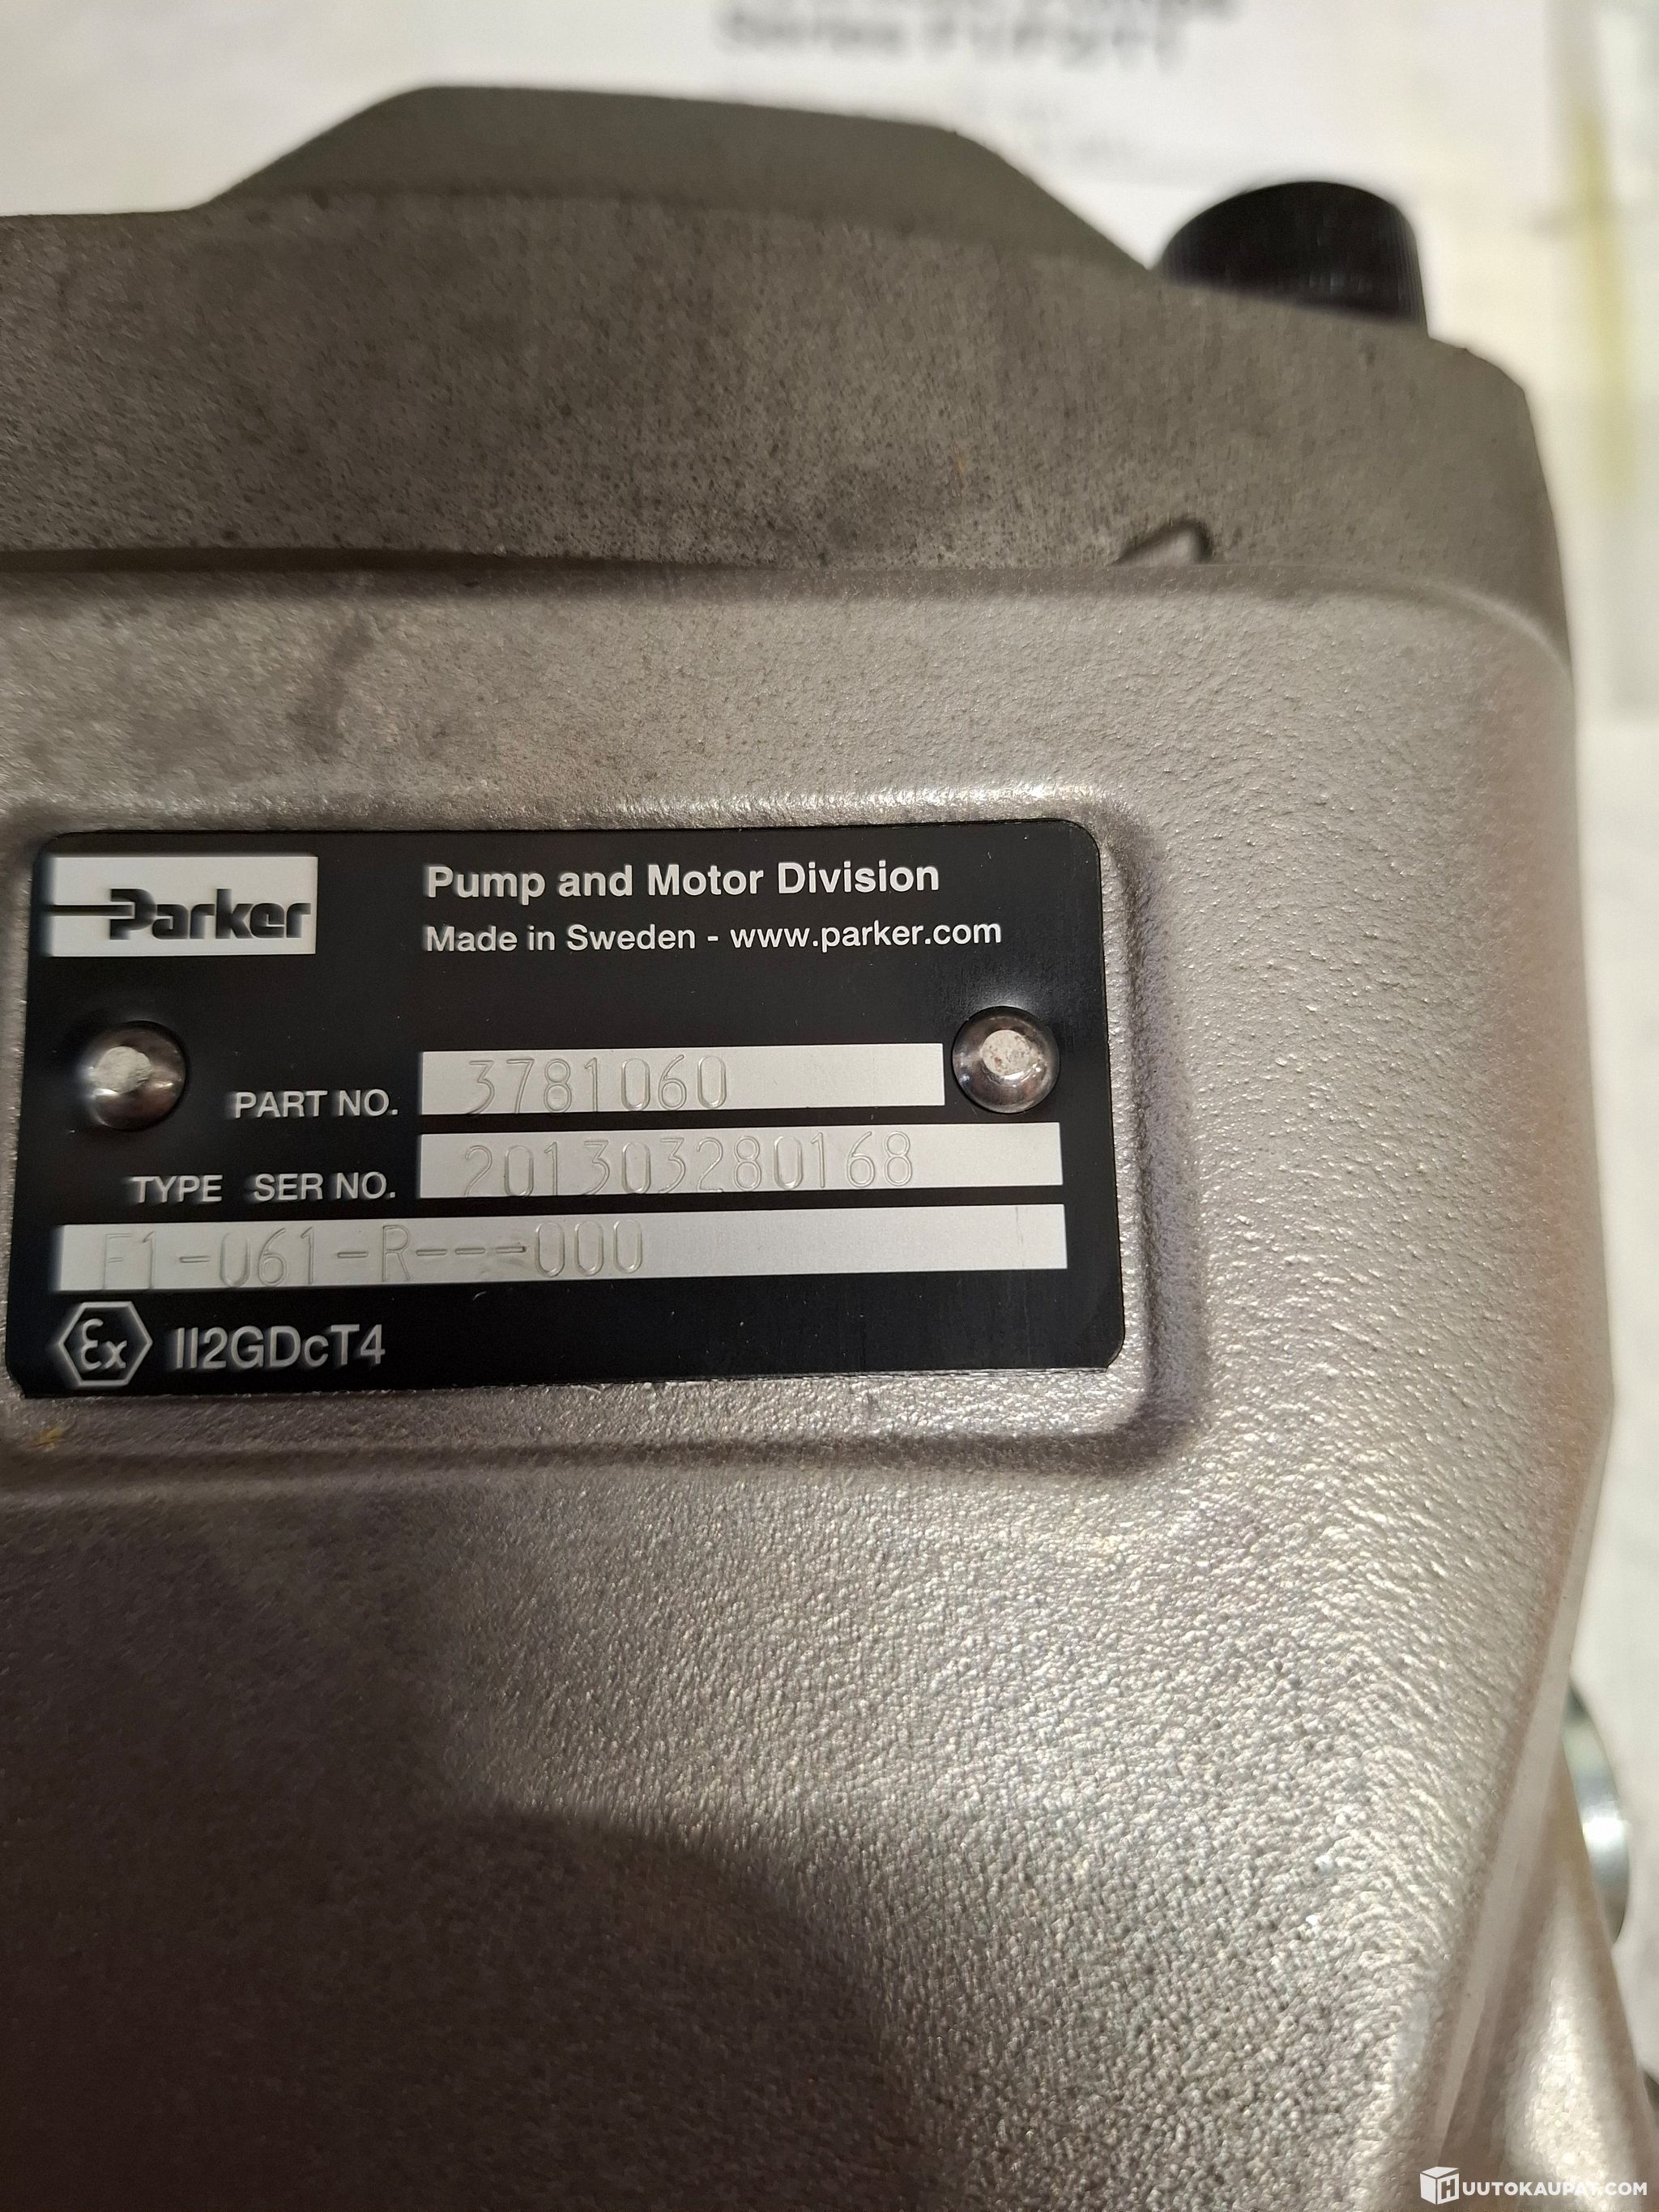 Parker
Pump and Motor Division
Made in Sweden - www.parker.com
PART NO. 3781060
TYPE SER NO. 201303280168
F1-061-R----000
Ex II2GDcT4
HUUTOKAUPAT.COM